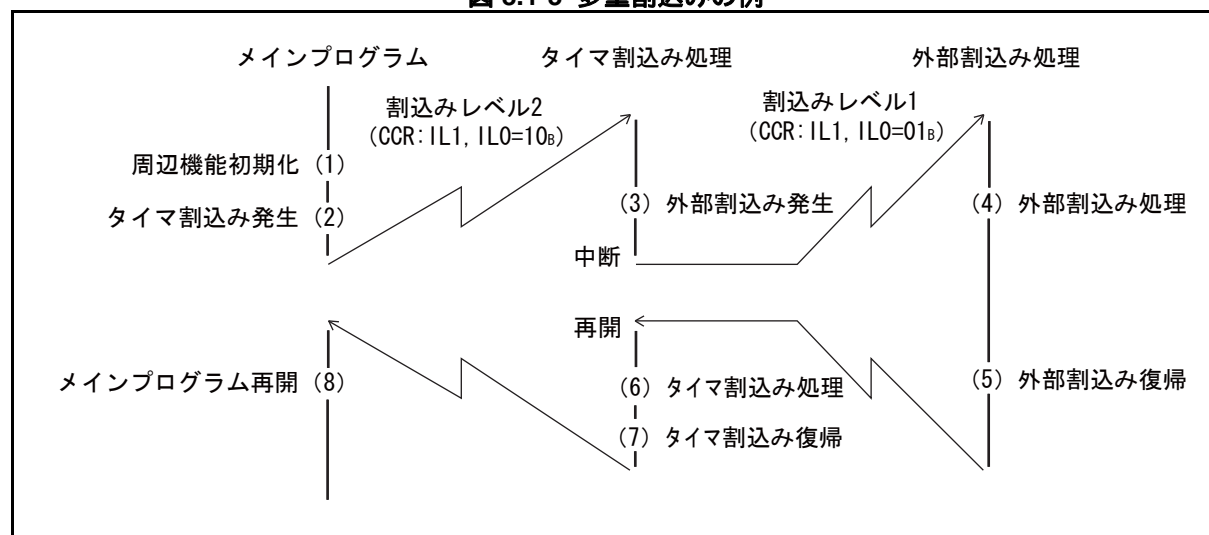 メインプログラム
タイマ割込み処理
外部割込み処理
割込みレベル2
(CCR:IL1, IL0=10B)
割込みレベル1
(CCR:IL1, IL0=01B)
周辺機能初期化 (1)
タイマ割込み発生 (2)
(3) 外部割込み発生
(4) 外部割込み処理
中断
再開
メインプログラム再開 (8)
(6) タイマ割込み処理
(5) 外部割込み復帰
(7) タイマ割込み復帰